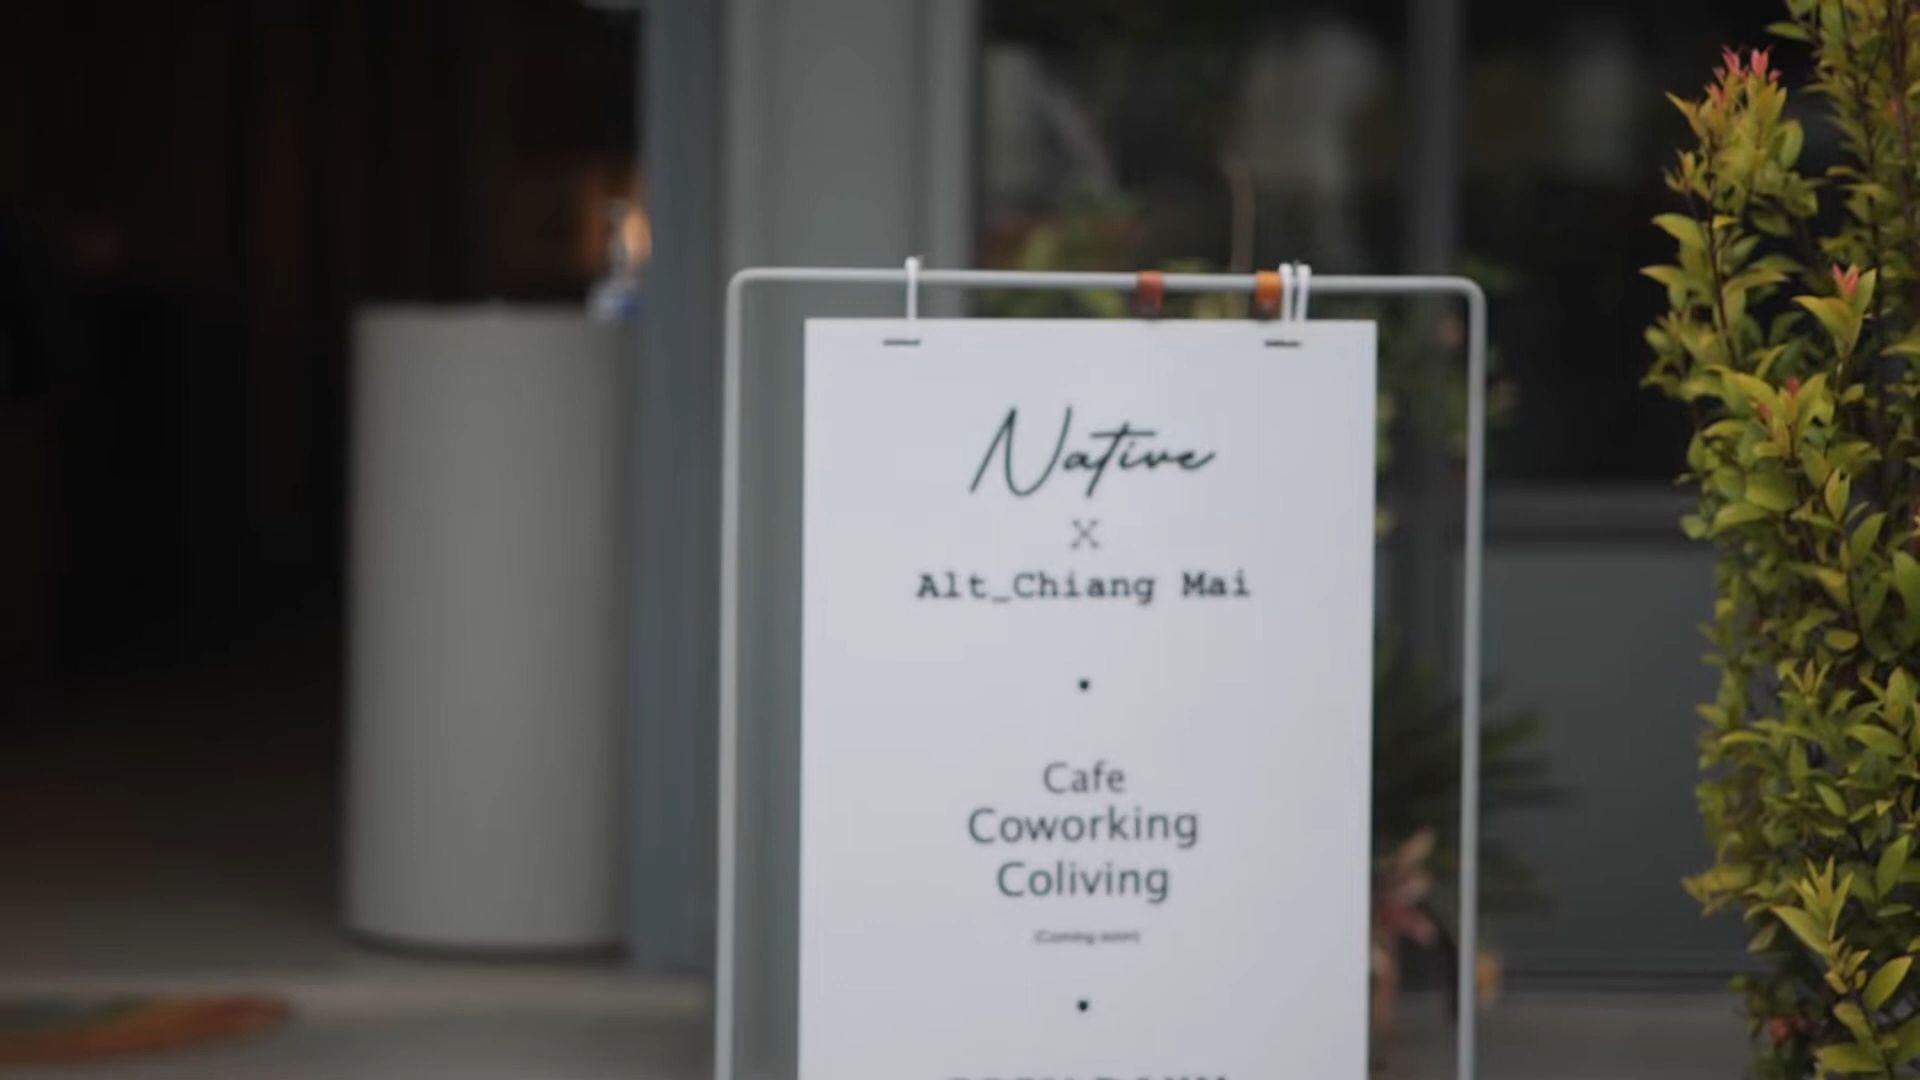 Native
X
Alt_Chiang Mai
•
Cafe
Coworking
Coliving
(Coming soon)
•